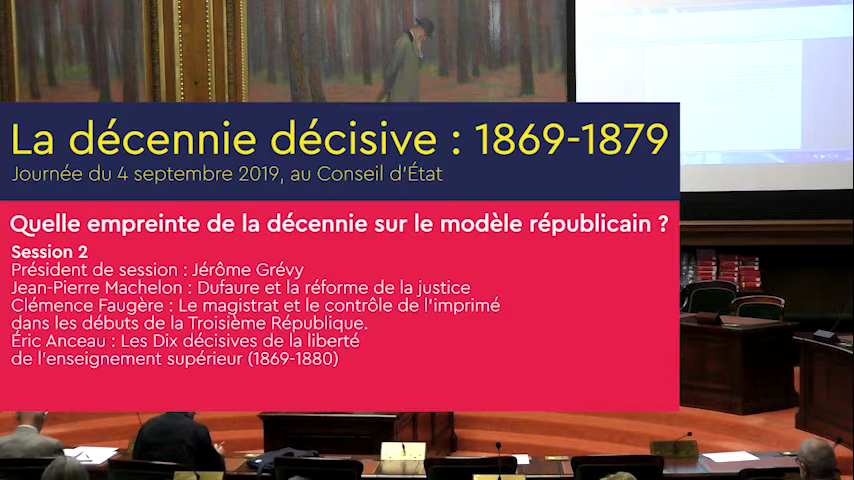 La décennie décisive : 1869-1879
Journée du 4 septembre 2019, au Conseil d'État
Quelle empreinte de la décennie sur le modèle républicain ?
Session 2
Président de session : Jérôme Grévy
Jean-Pierre Machelon : Dufaure et la réforme de la justice
Clémence Faugère : Le magistrat et le contrôle de l'imprimé
dans les débuts de la Troisième République.
Éric Anceau : Les Dix décisives de la liberté
de l'enseignement supérieur (1869-1880)